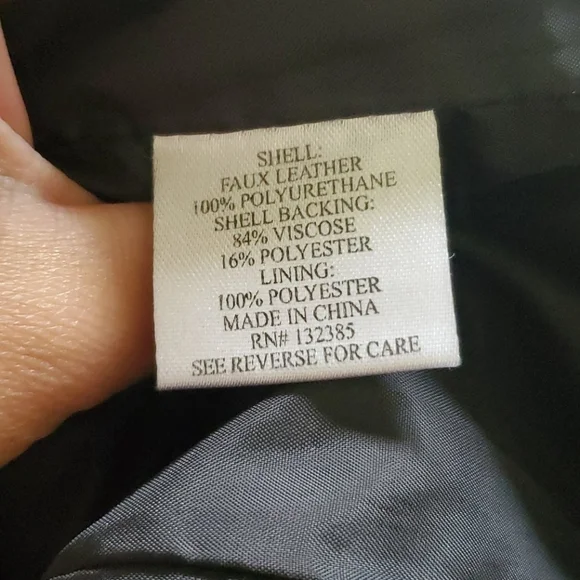 SHELL:
FAUX LEATHER
100% POLYURETHANE
SHELL BACKING:
84% VISCOSE
16% POLYESTER
LINING:
100% POLYESTER
MADE IN CHINA
RN# 132385
SEE REVERSE FOR CARE